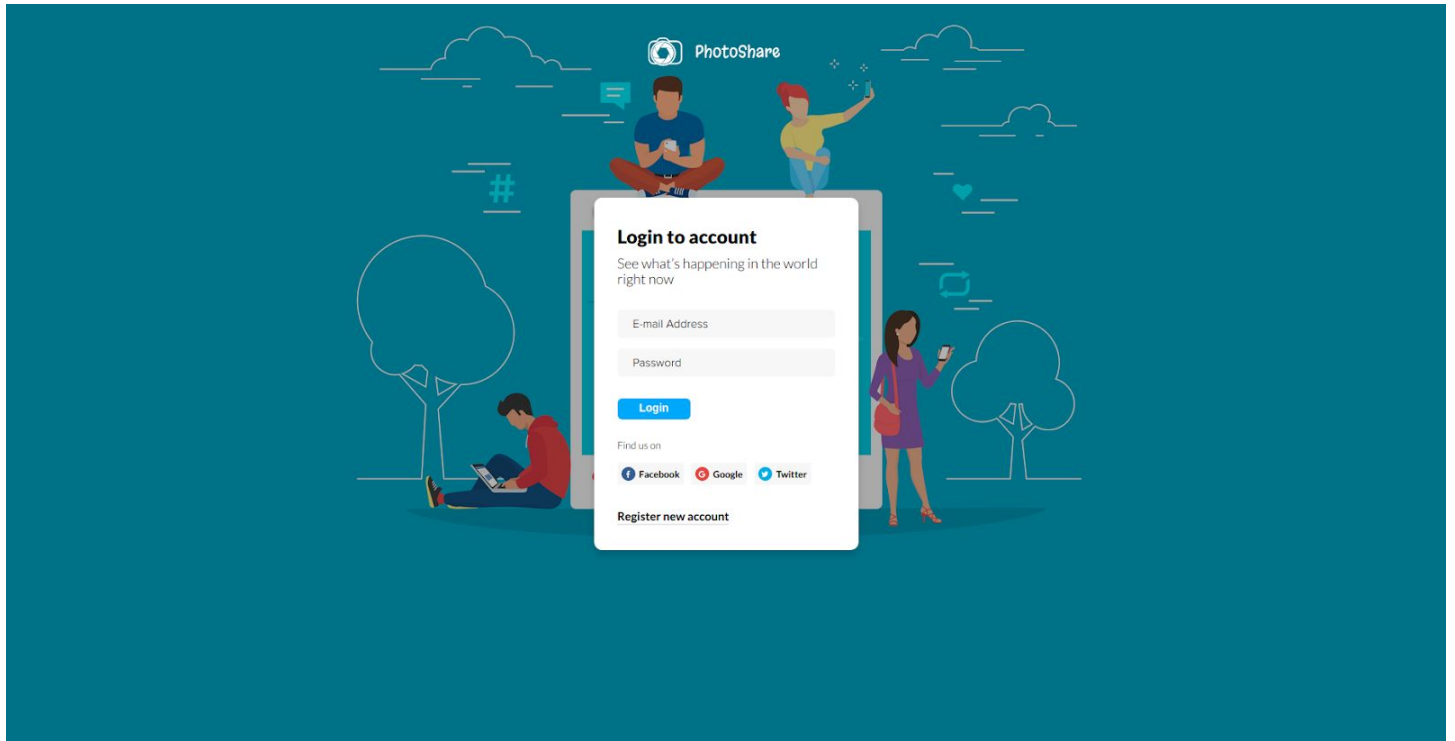 PhotoShare
#
Login to account
See what's happening in the world
right now
E-mail Address
Password
Login
Find us on
Facebook Google Twitter
Register new account